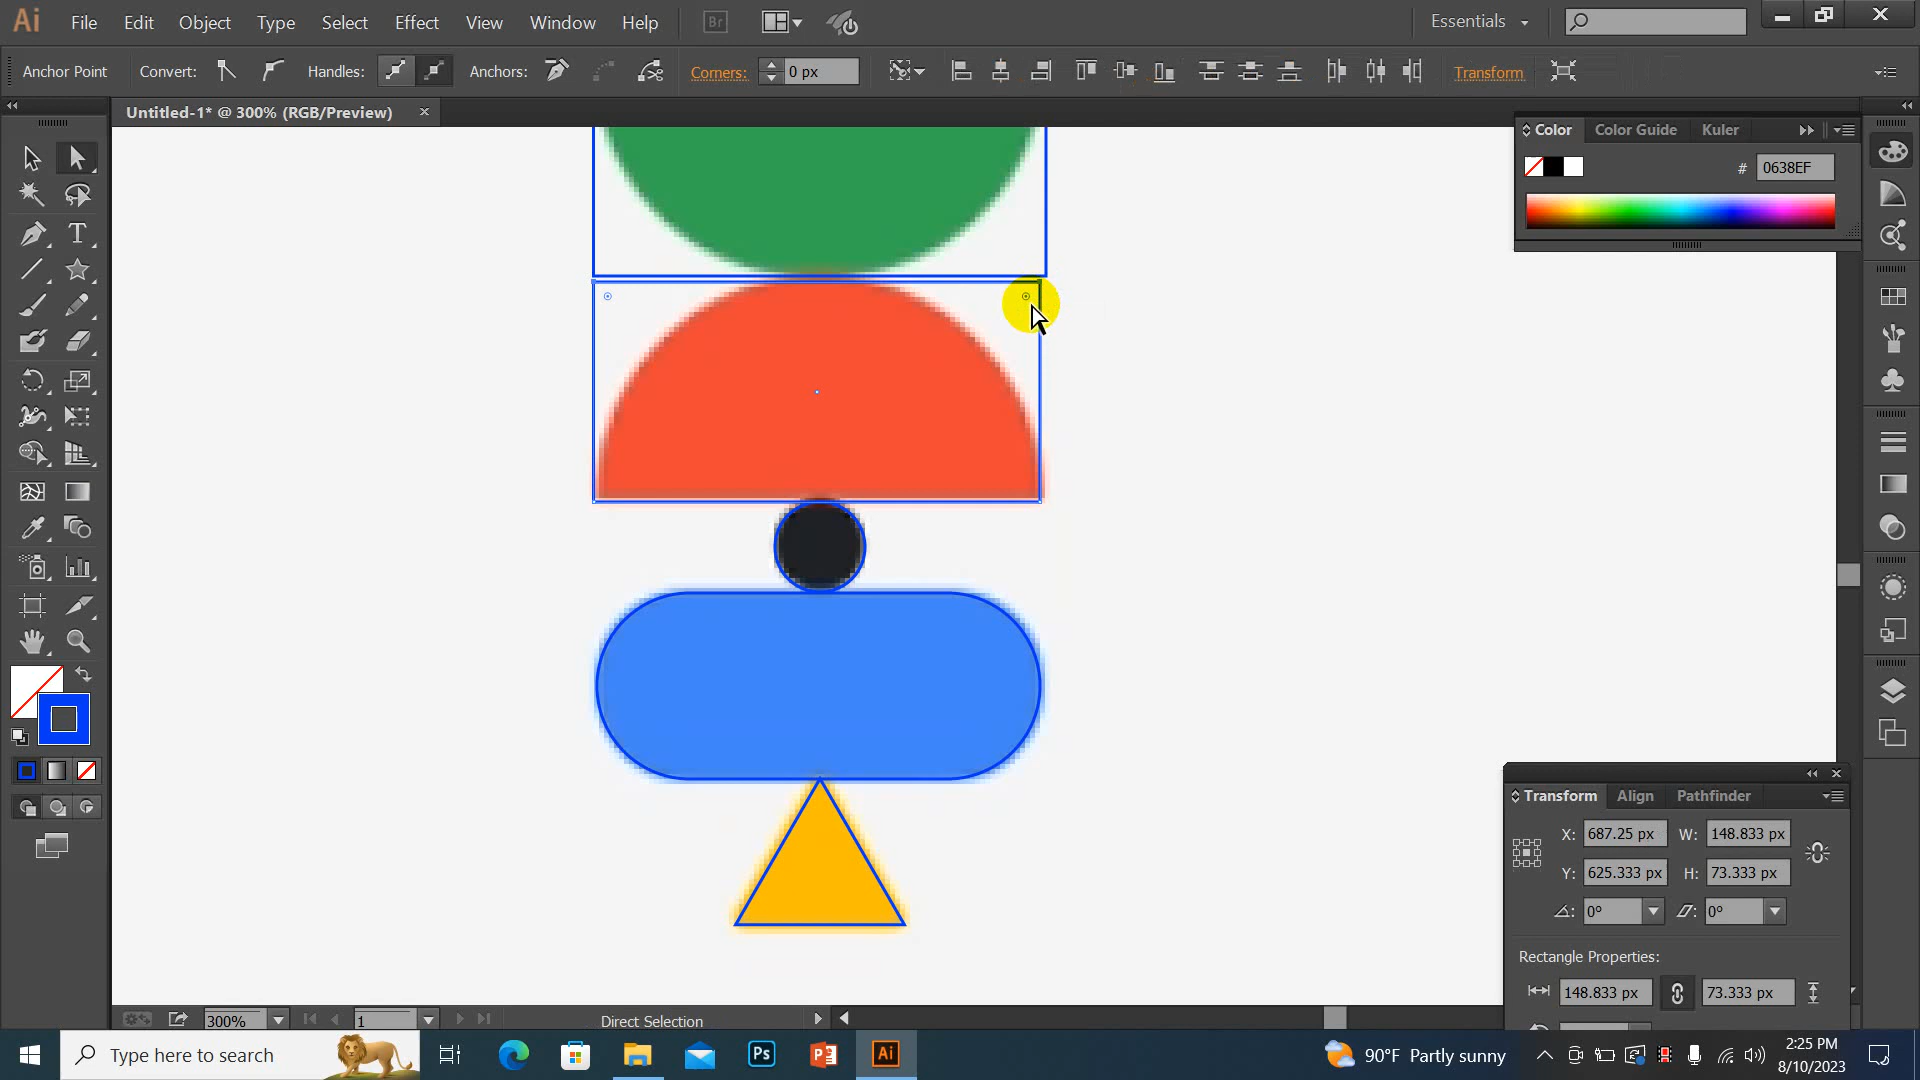 Ai File Edit Object Type Select Effect View Window Help Br Essentials
Anchor Point Convert: Handles: Anchors: Corners: 0 px Transform
Untitled-1* @ 300% (RGB/Preview)
Color Color Guide Kuler
# 0638EF
T
Transform Align Pathfinder
X: 687.25 px W: 148.833 px
Y: 625.333 px H: 73.333 px
0° 0°
Rectangle Properties:
148.833 px 73.333 px
300% 1 Direct Selection
Type here to search Ps Ai 90°F Partly sunny 2:25 PM
8/10/2023